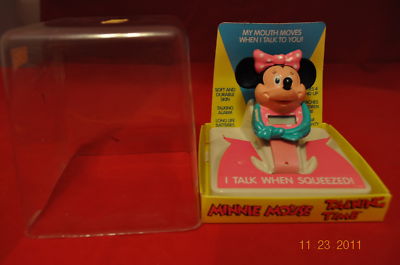 MY MOUTH MOVES
WHEN I TALK TO YOU!
SOFT AND
DURABLE
SKIN
TALKING
ALARM
LONG LIFE
BATTERIES
I TALK WHEN SQUEEZED!
MINNIE MOUSE TALKING
TIME
11 23 2011